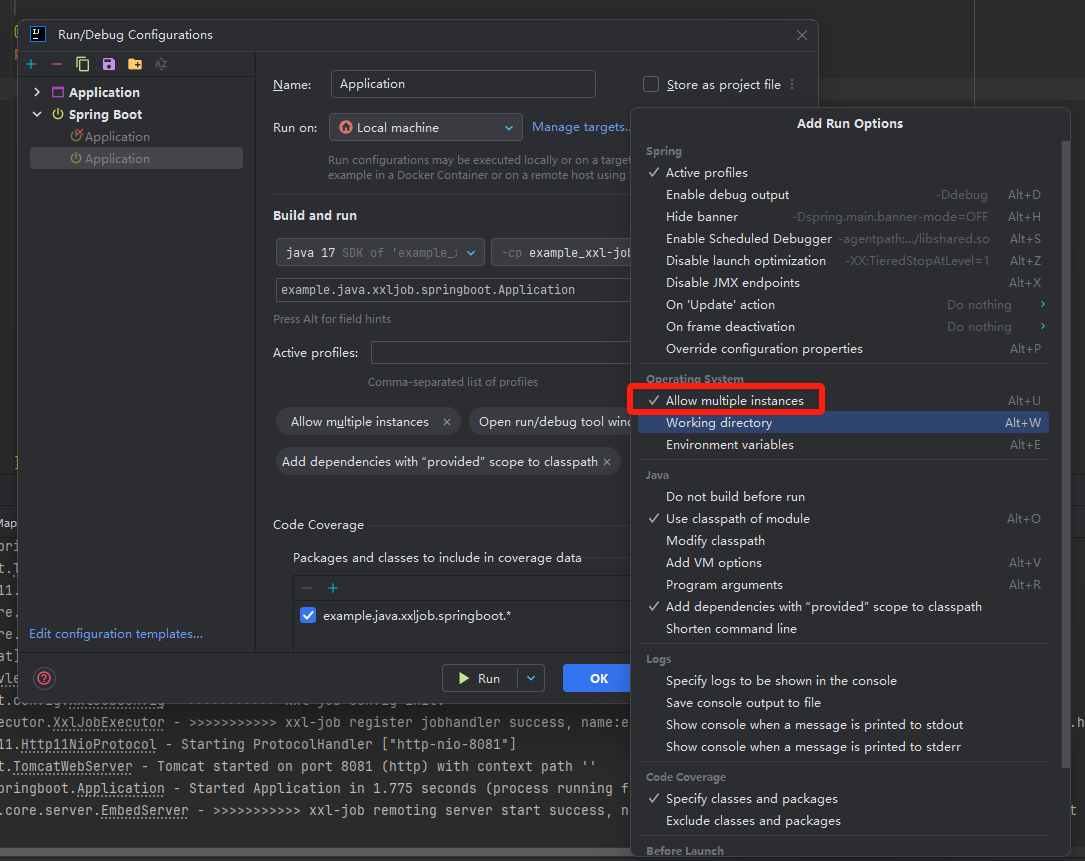 Run/Debug Configurations
Application
Spring Boot
Application
Application
Edit configuration templates...
Name:
Application
Store as project file
Run on:
Local machine
Manage targets..
Run configurations may be executed locally or on a target
example in a Docker Container or on a remote host using
Build and run
java 17 SDK of 'example_x
-cp example_xxl-job
example.java.xxljob.springboot.Application
Press Alt for field hints
Active profiles:
Comma-separated list of profiles
Allow multiple instances ×
Open run/debug tool wind
Add dependencies with “provided” scope to classpath ×
Code Coverage
Packages and classes to include in coverage data
example.java.xxljob.springboot.*
Run
OK
Add Run Options
Spring
Active profiles
Enable debug output -Ddebug Alt+D
Hide banner -Dspring.main.banner-mode=OFF Alt+H
Enable Scheduled Debugger -agentpath:.../libshared.so Alt+S
Disable launch optimization -XX:TieredStopAtLevel=1 Alt+Z
Disable JMX endpoints Alt+X
On 'Update' action Do nothing
On frame deactivation Do nothing
Override configuration properties Alt+P
Operating System
Allow multiple instances Alt+U
Working directory Alt+W
Environment variables Alt+E
Java
Do not build before run
Use classpath of module Alt+O
Modify classpath
Add VM options Alt+V
Program arguments Alt+R
Add dependencies with “provided” scope to classpath
Shorten command line
Logs
Specify logs to be shown in the console
Save console output to file
Show console when a message is printed to stdout
Show console when a message is printed to stderr
Code Coverage
Specify classes and packages
Exclude classes and packages
Before Launch
ecutor.XxlJobExecutor - >>>>>>>>>>> xxl-job register jobhandler success, name:e
11.Http11NioProtocol - Starting ProtocolHandler ["http-nio-8081"]
t.TomcatWebServer - Tomcat started on port 8081 (http) with context path ''
oringboot.Application - Started Application in 1.775 seconds (process running f
.core.server.EmbedServer - >>>>>>>>>>> xxl-job remoting server start success, n